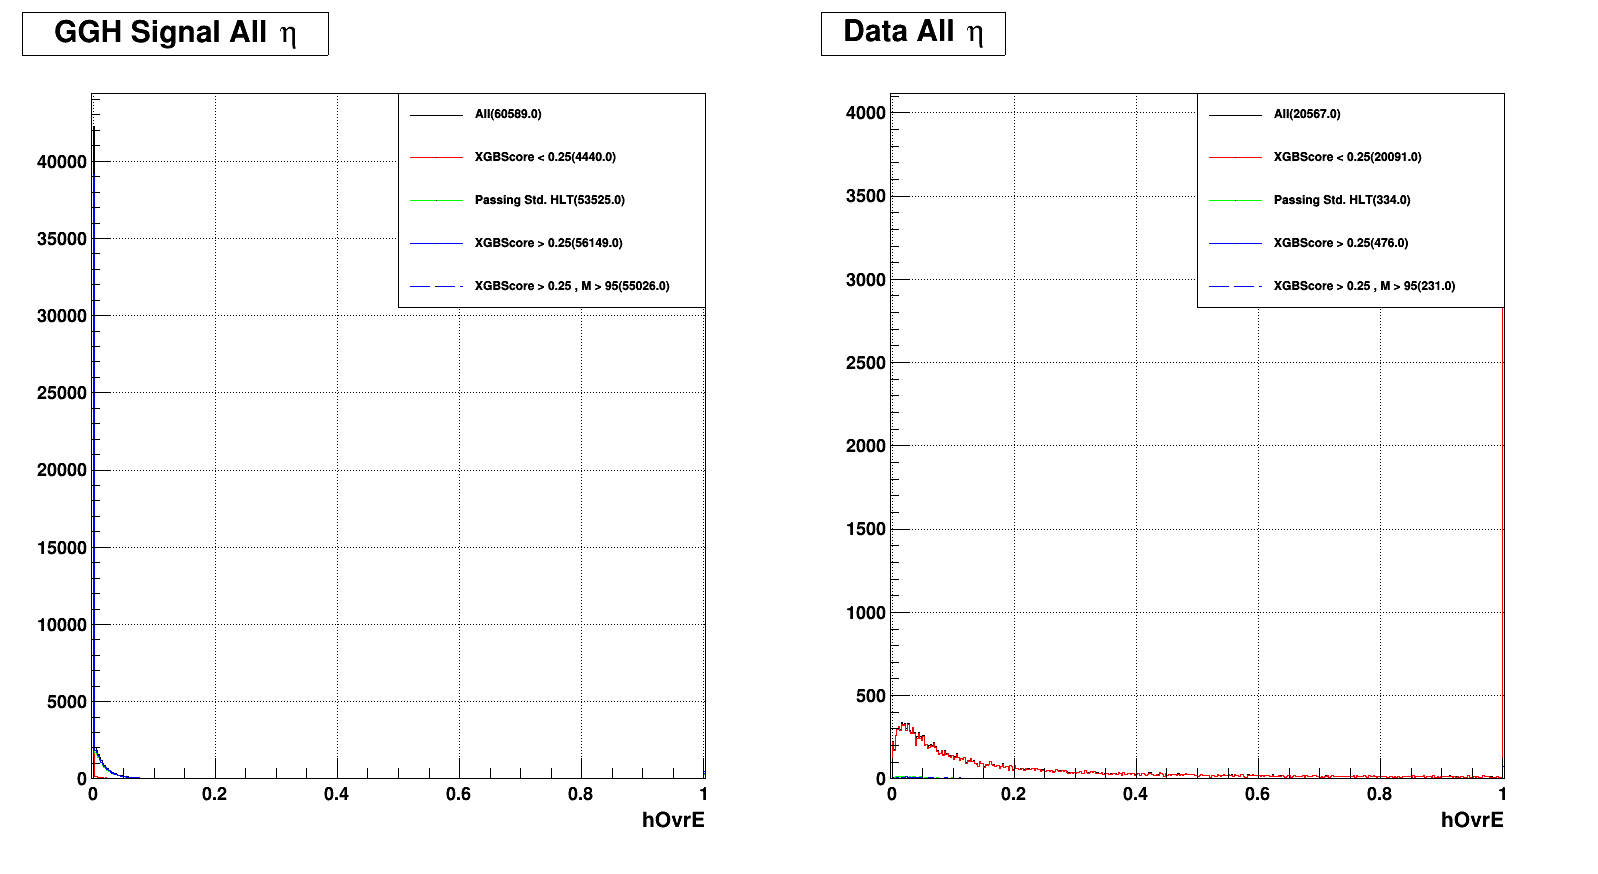 GGH Signal All η
All(60589.0)
XGBScore < 0.25(4440.0)
Passing Std. HLT(53525.0)
XGBScore > 0.25(56149.0)
XGBScore > 0.25 , M > 95(55026.0)
40000
35000
30000
25000
20000
15000
10000
5000
0
0 0.2 0.4 0.6 0.8 1
hOvrE
Data All η
All(20567.0)
XGBScore < 0.25(20091.0)
Passing Std. HLT(334.0)
XGBScore > 0.25(476.0)
XGBScore > 0.25 , M > 95(231.0)
4000
3500
3000
2500
2000
1500
1000
500
0
0 0.2 0.4 0.6 0.8 1
hOvrE